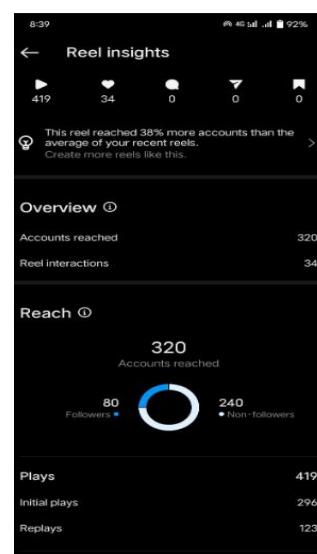 8:39
4G
92%
Reel insights
419 34 0 0 0
This reel reached 38% more accounts than the
average of your recent reels.
Create more reels like this.
Overview
Accounts reached 320
Reel interactions 34
Reach
320
Accounts reached
80 240
Followers Non-followers
Plays 419
Initial plays 296
Replays 123